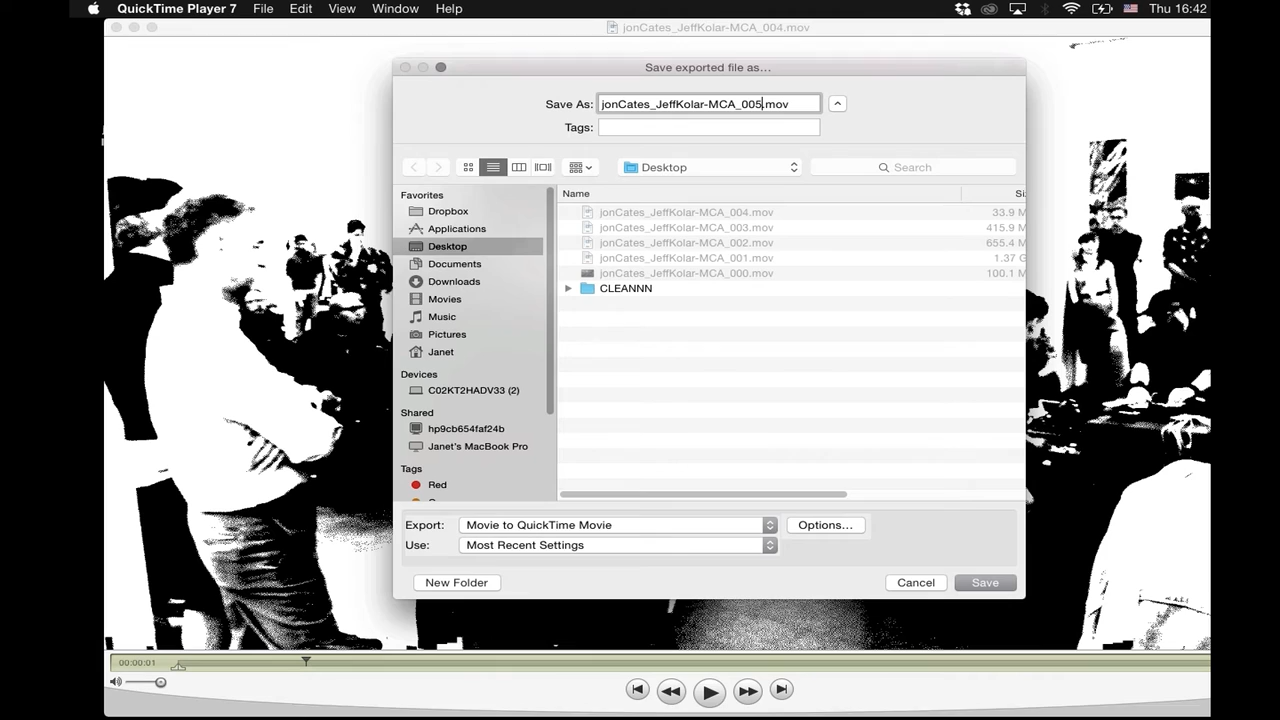 QuickTime Player 7 File Edit View Window Help Thu 16:42
jonCates_JeffKolar-MCA_004.mov
Save exported file as...
Save As: jonCates_JeffKolar-MCA_005.mov
Tags:
Desktop Search
Favorites
Dropbox
Applications
Desktop
Documents
Downloads
Movies
Music
Pictures
Janet
Devices
C02KT2HADV33 (2)
Shared
hp9cb654faf24b
Janet's MacBook Pro
Tags
Red
Name
jonCates_JeffKolar-MCA_004.mov 33.9 M
jonCates_JeffKolar-MCA_003.mov 415.9 M
jonCates_JeffKolar-MCA_002.mov 655.4 M
jonCates_JeffKolar-MCA_001.mov 1.37 G
jonCates_JeffKolar-MCA_000.mov 100.1 M
CLEANNN
Export: Movie to QuickTime Movie Options...
Use: Most Recent Settings
New Folder Cancel Save
00:00:01